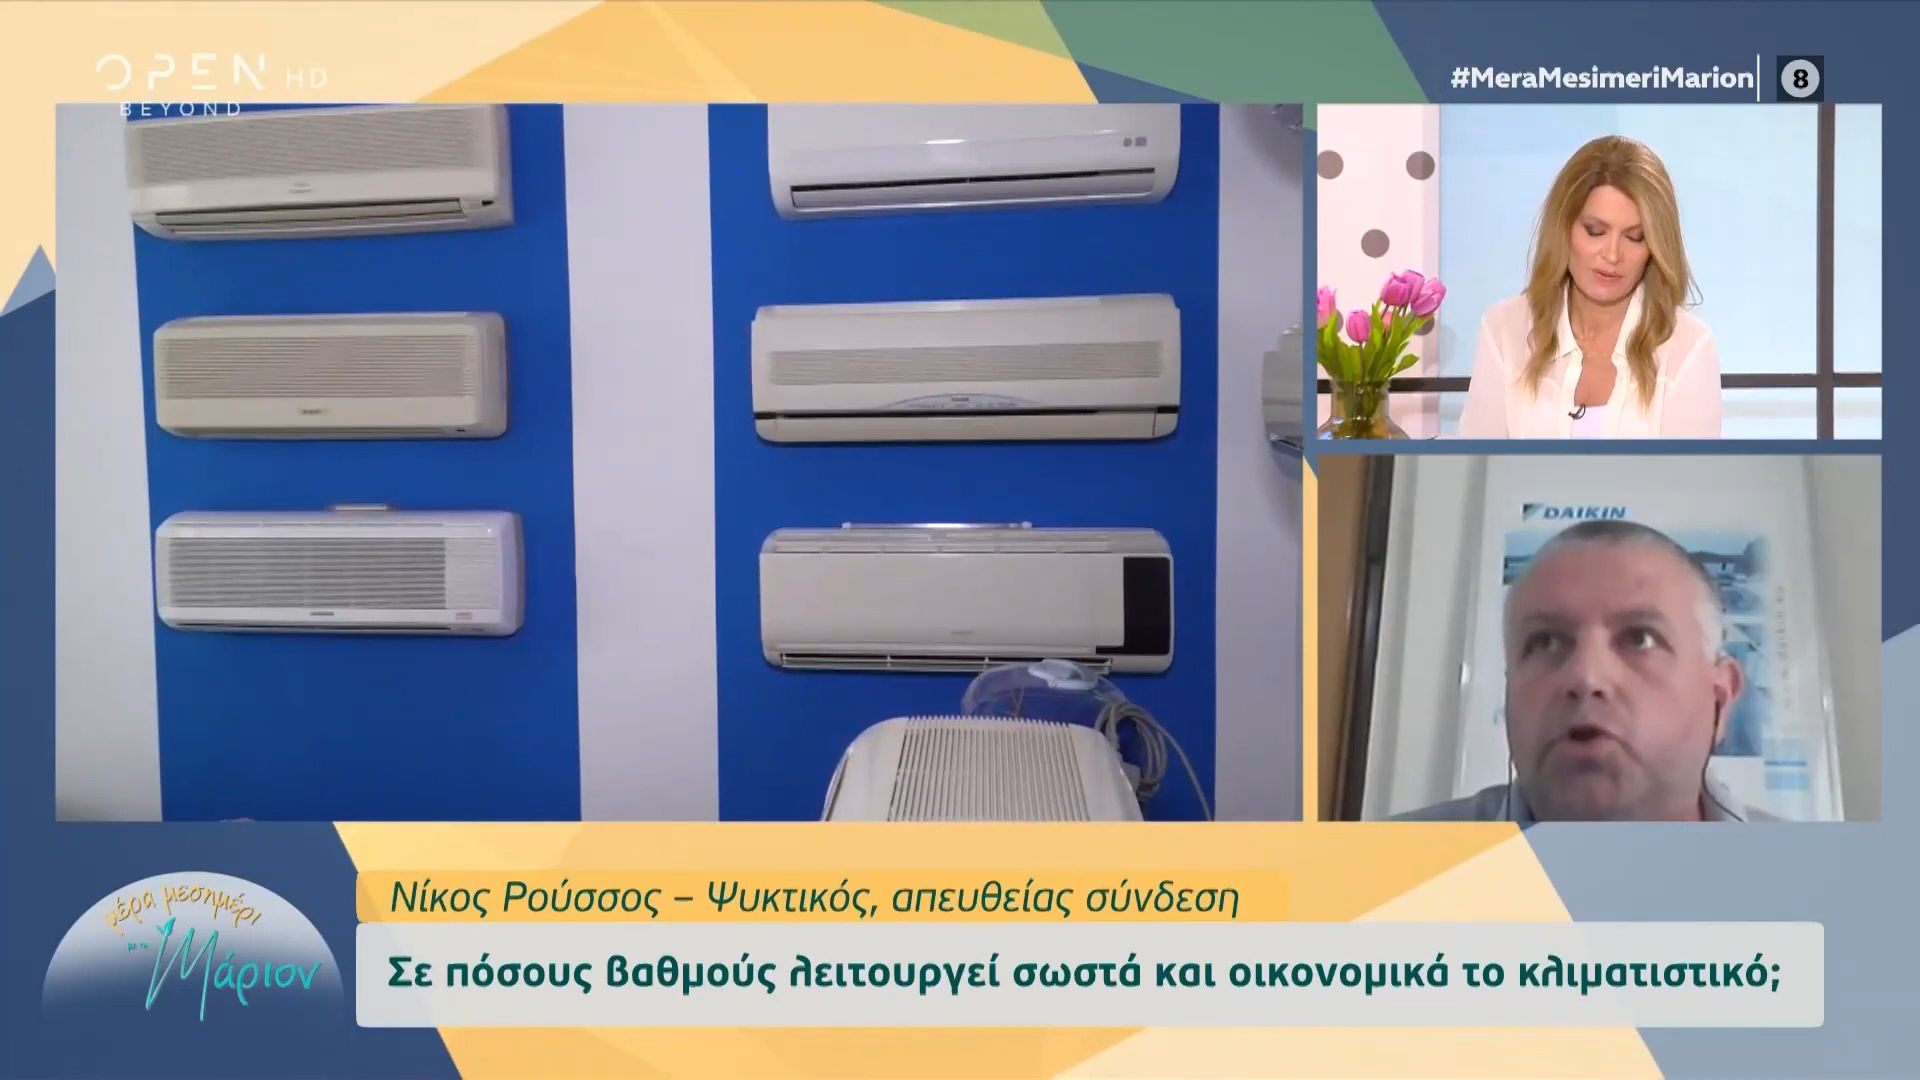 OPEN HD
BEYOND
#MeraMesimeriMarion
8
DAIKIN
μέρα μεσημέρι
με τη
Μάριον
Νίκος Ρούσσος – Ψυκτικός, απευθείας σύνδεση
Σε πόσους βαθμούς λειτουργεί σωστά και οικονομικά το κλιματιστικό;